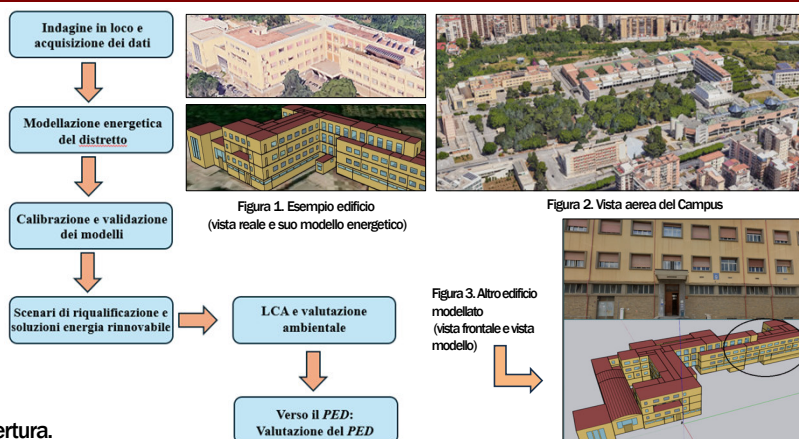 Indagine in loco e
acquisizione dei dati
Modellazione energetica
del distretto
Calibrazione e validazione
dei modelli
Scenari di riqualificazione e
soluzioni energia rinnovabile
LCA e valutazione
ambientale
Verso il PED:
Valutazione del PED
Figura 1. Esempio edificio
(vista reale e suo modello energetico)
Figura 2. Vista aerea del Campus
Figura 3. Altro edificio
modellato
(vista frontale e vista
modello)
ertura.